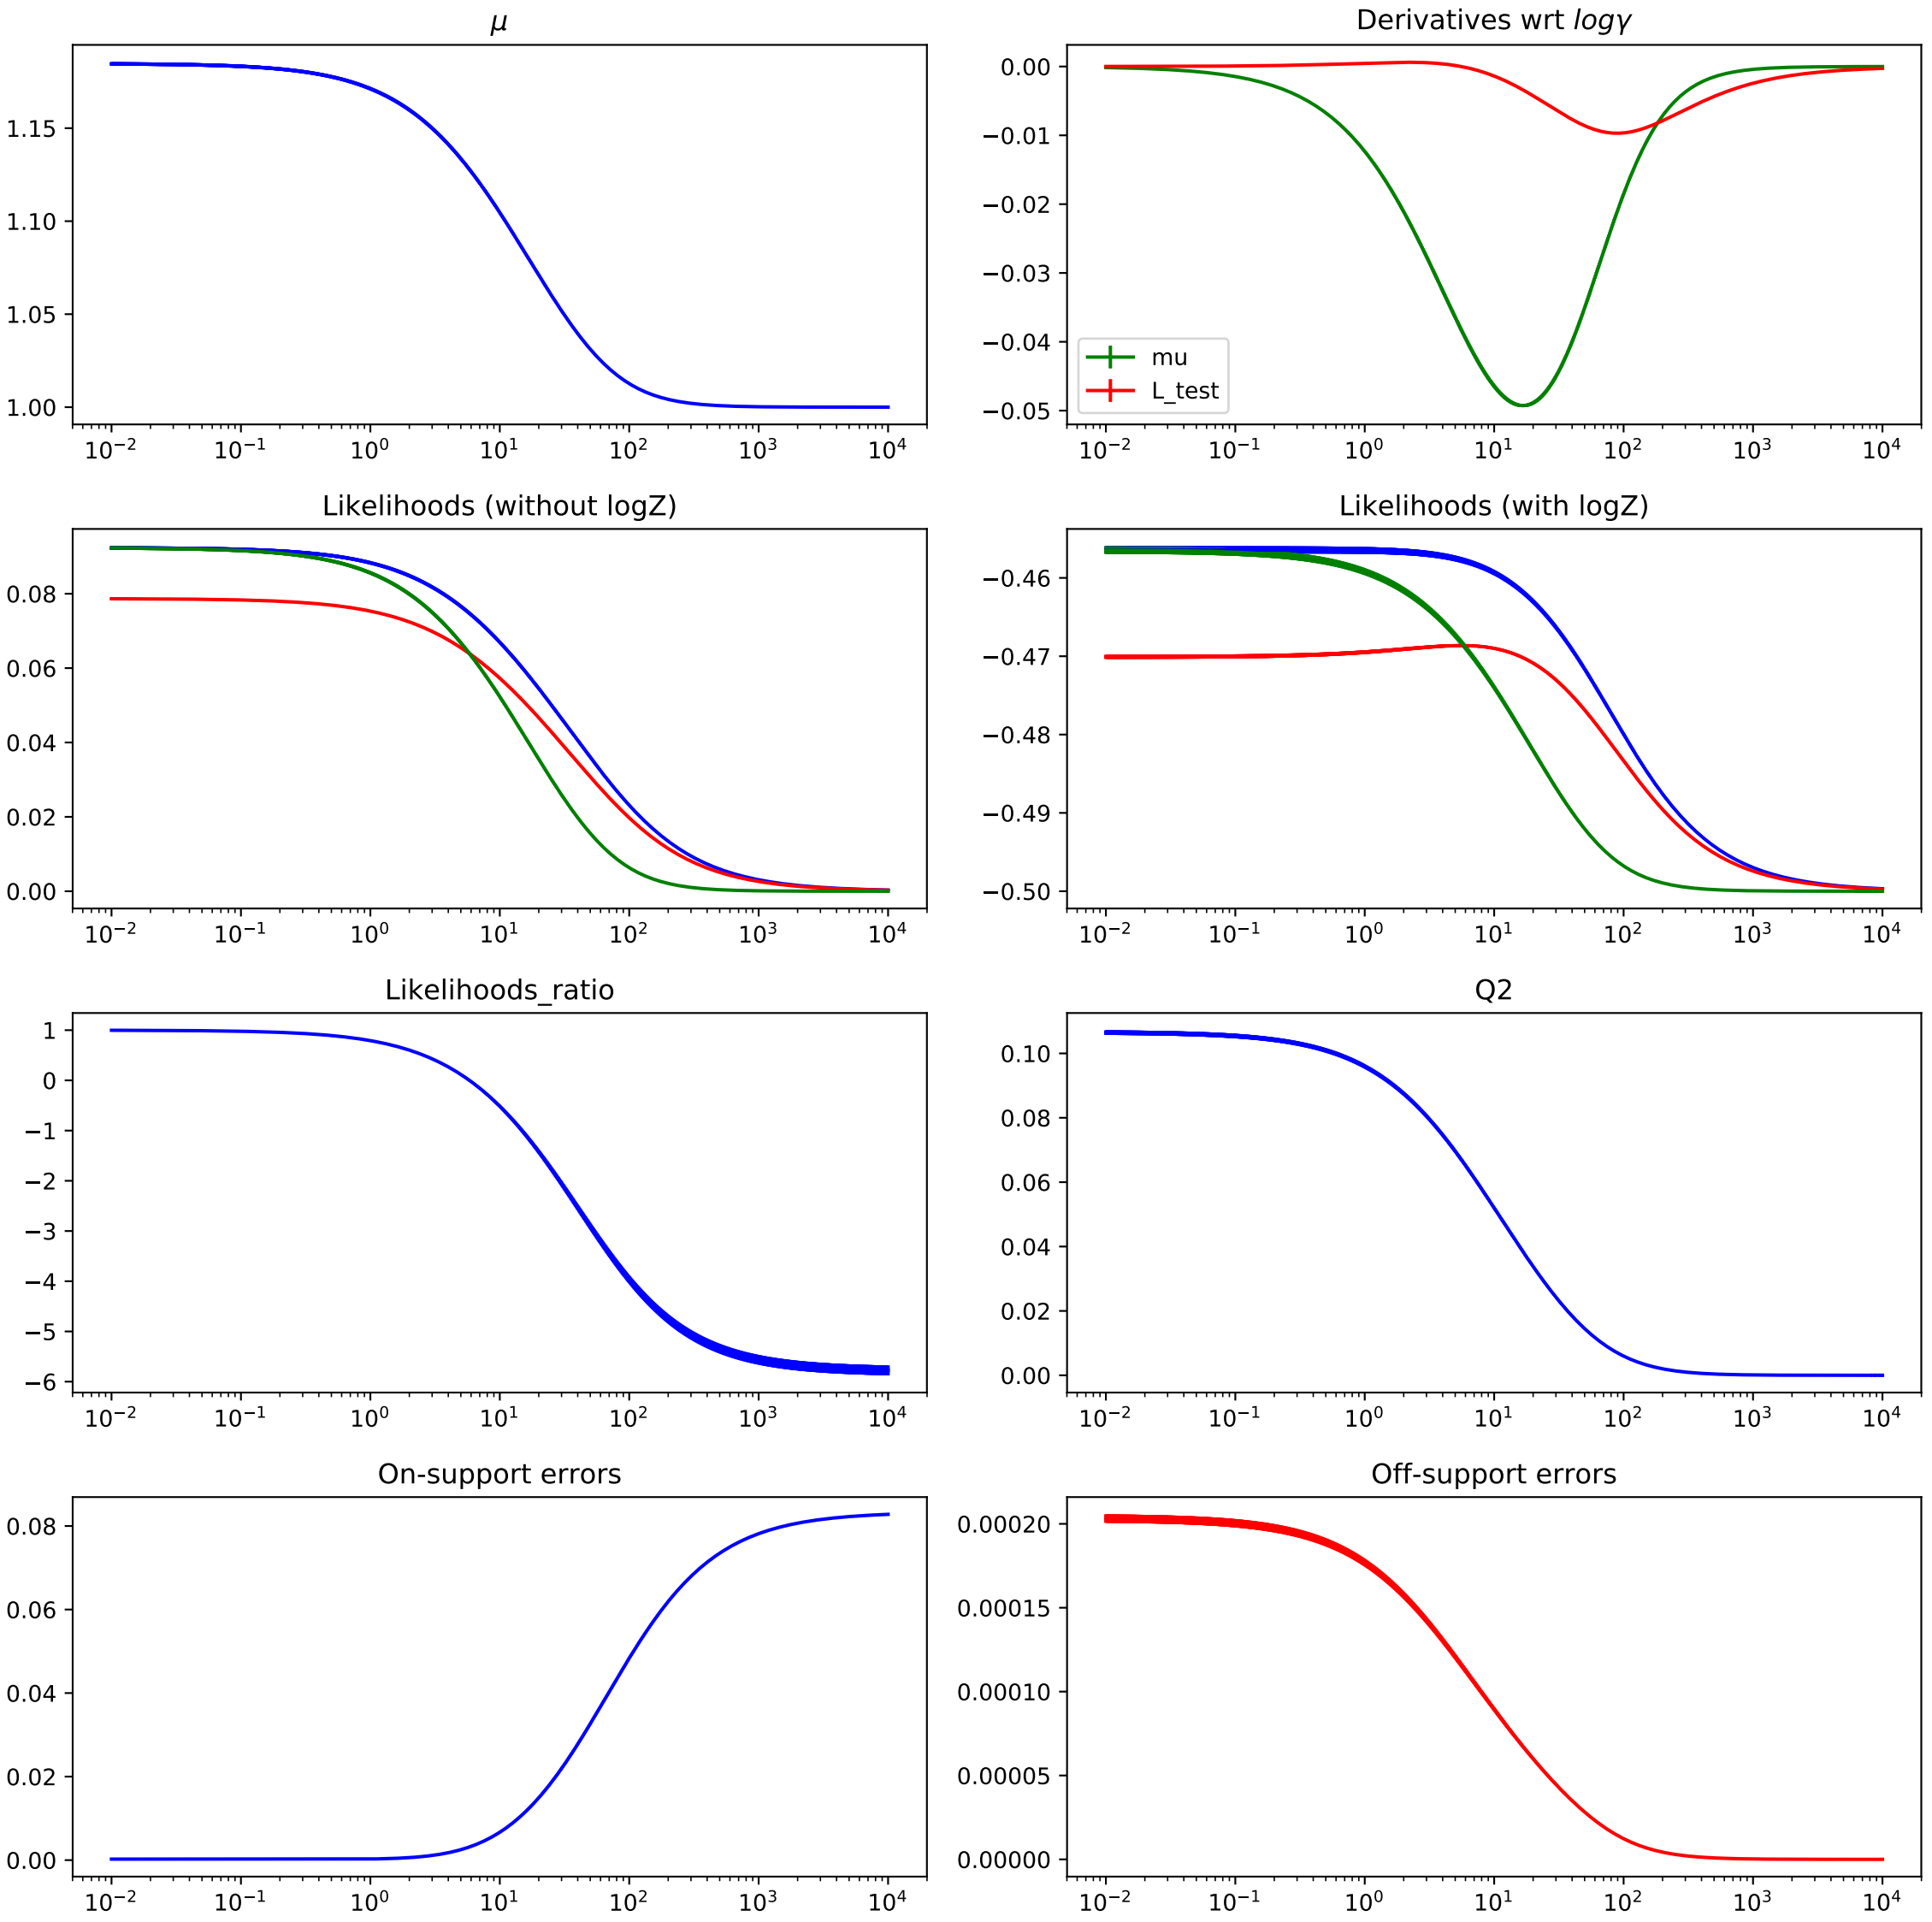 μ
1.15
1.10
1.05
1.00
10⁻² 10⁻¹ 10⁰ 10¹ 10² 10³ 10⁴
Derivatives wrt logγ
0.00
−0.01
−0.02
−0.03
−0.04
−0.05
mu
L_test
10⁻² 10⁻¹ 10⁰ 10¹ 10² 10³ 10⁴
Likelihoods (without logZ)
0.08
0.06
0.04
0.02
0.00
10⁻² 10⁻¹ 10⁰ 10¹ 10² 10³ 10⁴
Likelihoods (with logZ)
−0.46
−0.47
−0.48
−0.49
−0.50
10⁻² 10⁻¹ 10⁰ 10¹ 10² 10³ 10⁴
Likelihoods_ratio
1
0
−1
−2
−3
−4
−5
−6
10⁻² 10⁻¹ 10⁰ 10¹ 10² 10³ 10⁴
Q2
0.10
0.08
0.06
0.04
0.02
0.00
10⁻² 10⁻¹ 10⁰ 10¹ 10² 10³ 10⁴
On-support errors
0.08
0.06
0.04
0.02
0.00
10⁻² 10⁻¹ 10⁰ 10¹ 10² 10³ 10⁴
Off-support errors
0.00020
0.00015
0.00010
0.00005
0.00000
10⁻² 10⁻¹ 10⁰ 10¹ 10² 10³ 10⁴